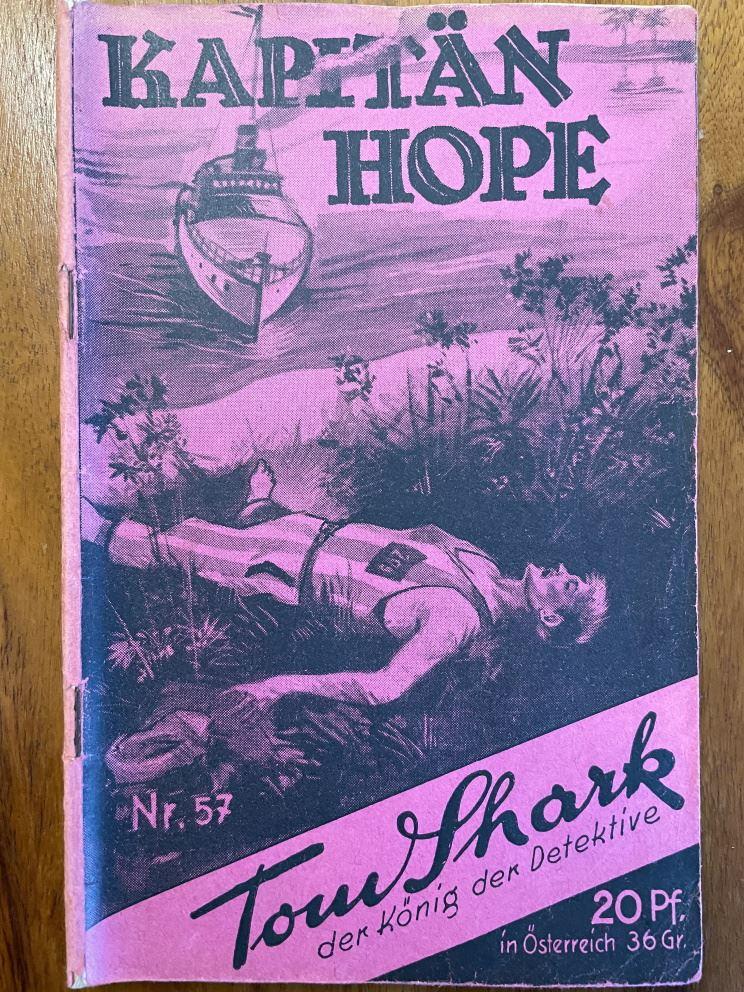 KAPITÄN
HOPE
Nr. 57
Tom Shark
der König der Detektive
20 Pf.
in Österreich 36 Gr.